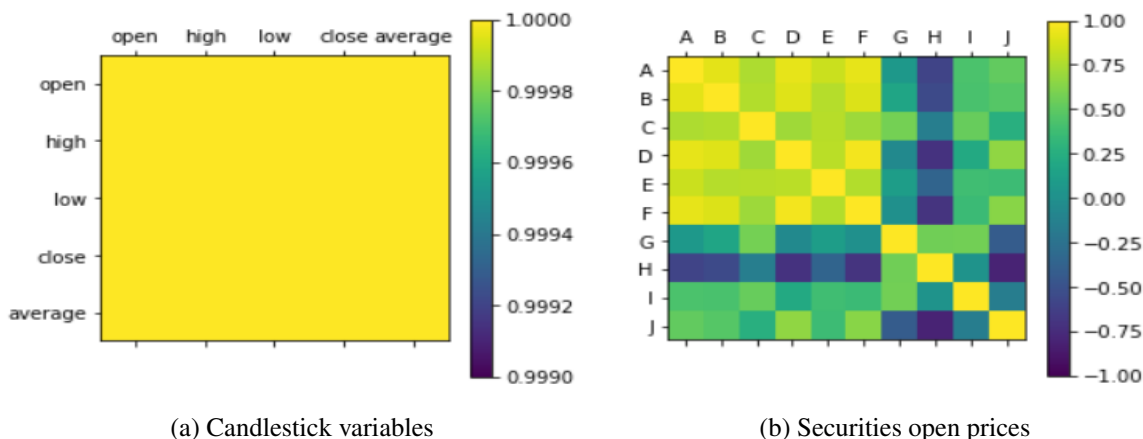 open high low close average
open
high
low
close
average
1.0000
0.9998
0.9996
0.9994
0.9992
0.9990
(a) Candlestick variables
A B C D E F G H I J
A
B
C
D
E
F
G
H
I
J
1.00
0.75
0.50
0.25
0.00
−0.25
−0.50
−0.75
−1.00
(b) Securities open prices